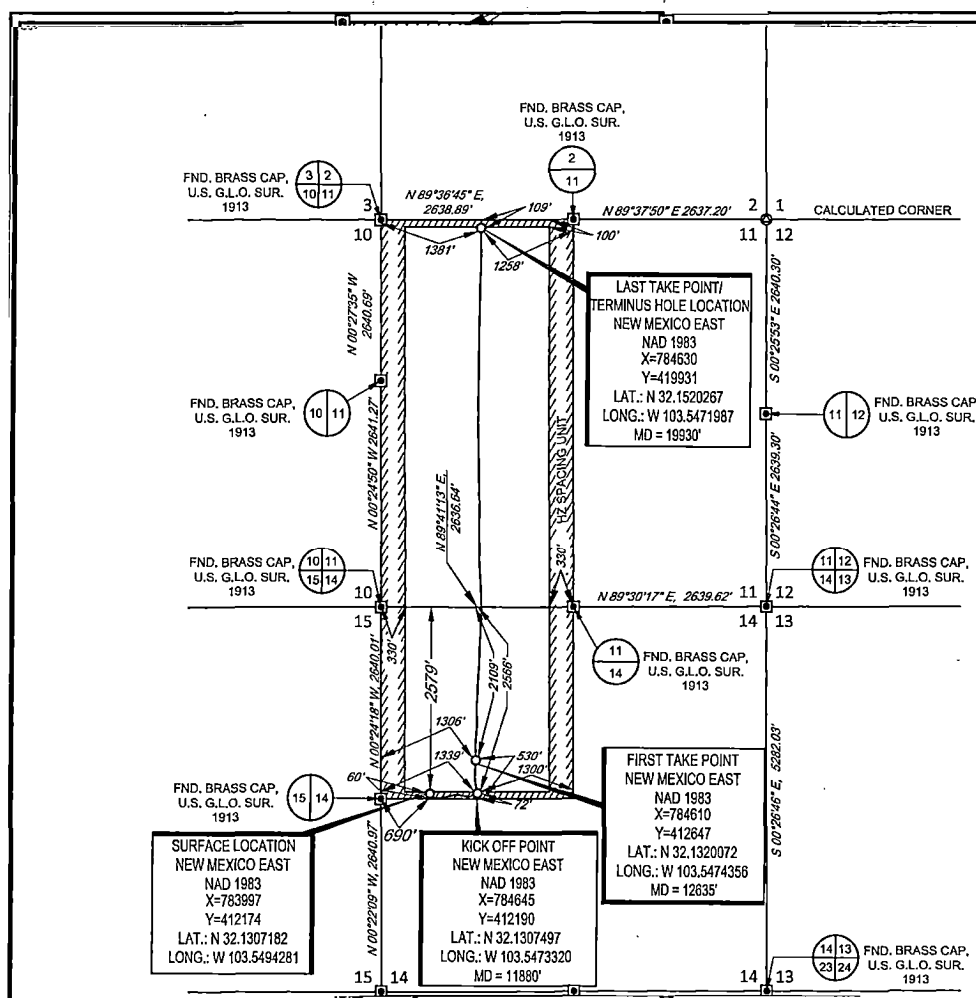 FND. BRASS CAP,
U.S. G.L.O. SUR.
1913
2
11
FND. BRASS CAP,
U.S. G.L.O. SUR.
1913
3 2
10 11
3
10
N 89°36'45" E,
2638.89'
109'
N 89°37'50" E 2637.20'
2 1
11 12
CALCULATED CORNER
1381'
1258'
100'
N 00°27'35" W
2640.69'
LAST TAKE POINT/
TERMINUS HOLE LOCATION
NEW MEXICO EAST
NAD 1983
X=784630
Y=419931
LAT.: N 32.1520267
LONG.: W 103.5471987
MD = 19930'
S 00°25'53" E 2640.30'
FND. BRASS CAP,
U.S. G.L.O. SUR.
1913
10 11
11 12
FND. BRASS CAP,
U.S. G.L.O. SUR.
1913
N 00°24'50" W 2641.27'
N 89°41'13" E,
2636.64'
HZ SPACING UNIT
330'
S 00°26'44" E 2639.30'
FND. BRASS CAP,
U.S. G.L.O. SUR.
1913
10 11
15 14
10
15
N 89°30'17" E, 2639.62'
11 12
14 13
11 12
14 13
FND. BRASS CAP,
U.S. G.L.O. SUR.
1913
330'
N 00°24'18" W, 2640.01'
2579'
2109'
2566'
11
14
FND. BRASS CAP,
U.S. G.L.O. SUR.
1913
1306'
1339'
530'
1300'
60'
72'
690'
FND. BRASS CAP,
U.S. G.L.O. SUR.
1913
15 14
FIRST TAKE POINT
NEW MEXICO EAST
NAD 1983
X=784610
Y=412647
LAT.: N 32.1320072
LONG.: W 103.5474356
MD = 12635'
S 00°26'46" E, 5282.03'
SURFACE LOCATION
NEW MEXICO EAST
NAD 1983
X=783997
Y=412174
LAT.: N 32.1307182
LONG.: W 103.5494281
N 00°22'09" W, 2640.97'
KICK OFF POINT
NEW MEXICO EAST
NAD 1983
X=784645
Y=412190
LAT.: N 32.1307497
LONG.: W 103.5473320
MD = 11880'
15 14
14 13
14 13
23 24
FND. BRASS CAP,
U.S. G.L.O. SUR.
1913